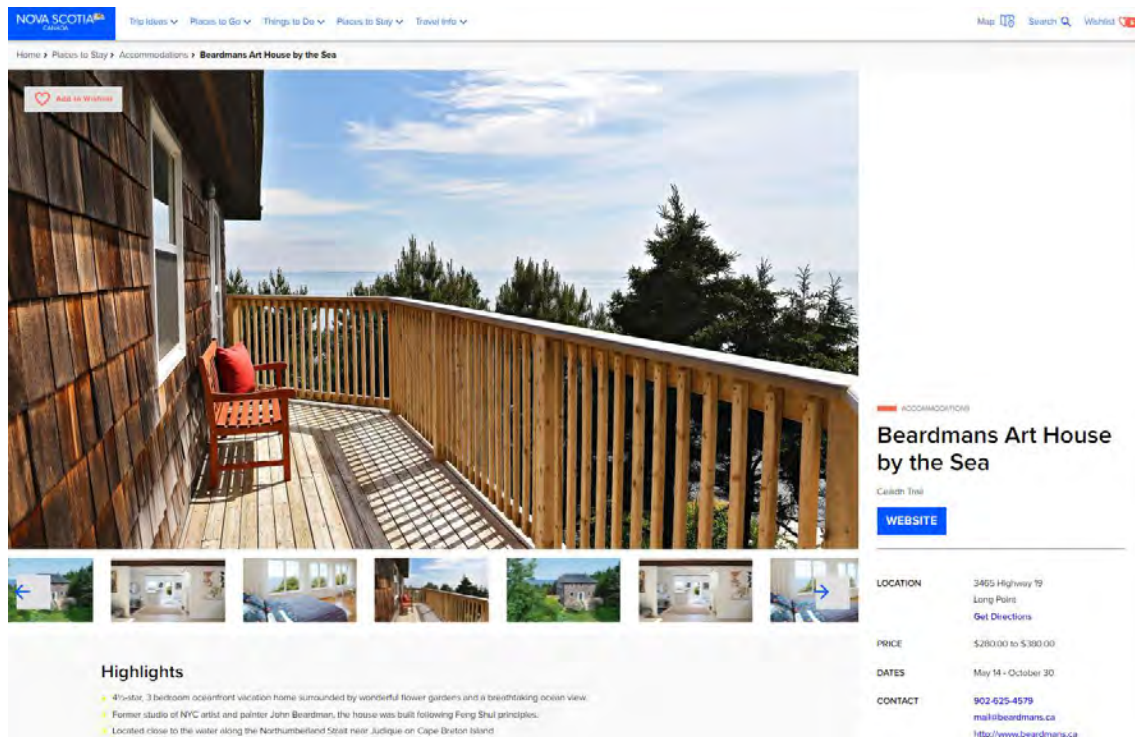 NOVA SCOTIA
CANADA
Trip Ideas
Places to Go
Things to Do
Places to Stay
Travel Info
Map
Search
Wishlist
Home > Places to Stay > Accommodations > Beardmans Art House by the Sea
Add to Wishlist
ACCOMMODATIONS
Beardmans Art House
by the Sea
Ceilidh Trail
WEBSITE
LOCATION
3465 Highway 19
Long Point
Get Directions
PRICE
$280.00 to $380.00
DATES
May 14 - October 30
CONTACT
902-625-4579
mail@beardmans.ca
http://www.beardmans.ca
Highlights
4½-star, 3 bedroom oceanfront vacation home surrounded by wonderful flower gardens and a breathtaking ocean view.
Former studio of NYC artist and painter John Beardman, the house was built following Feng Shui principles.
Located close to the water along the Northumberland Strait near Judique on Cape Breton Island